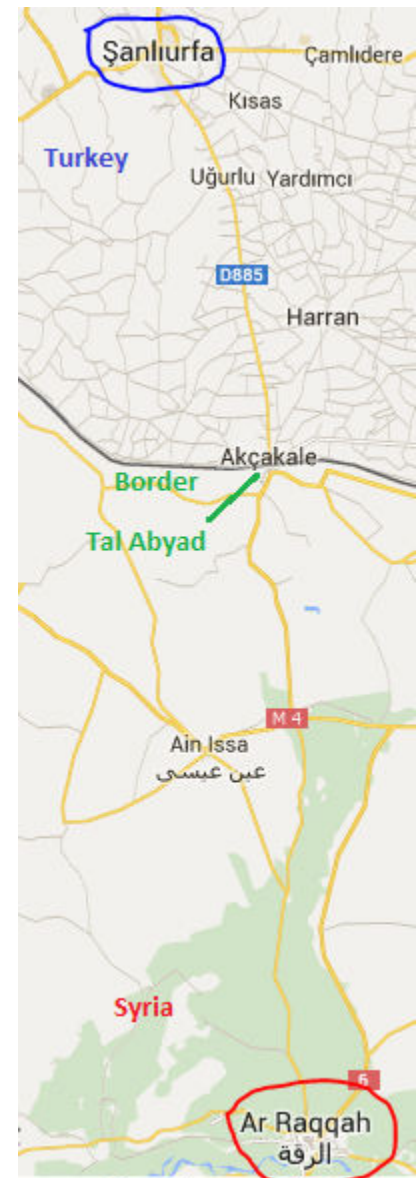 Şanlıurfa
Çamlıdere
Kısas
Turkey
Uğurlu
Yardımcı
D885
Harran
Akçakale
Border
Tal Abyad
M 4
Ain Issa
عين عيسى
Syria
6
Ar Raqqah
الرقة